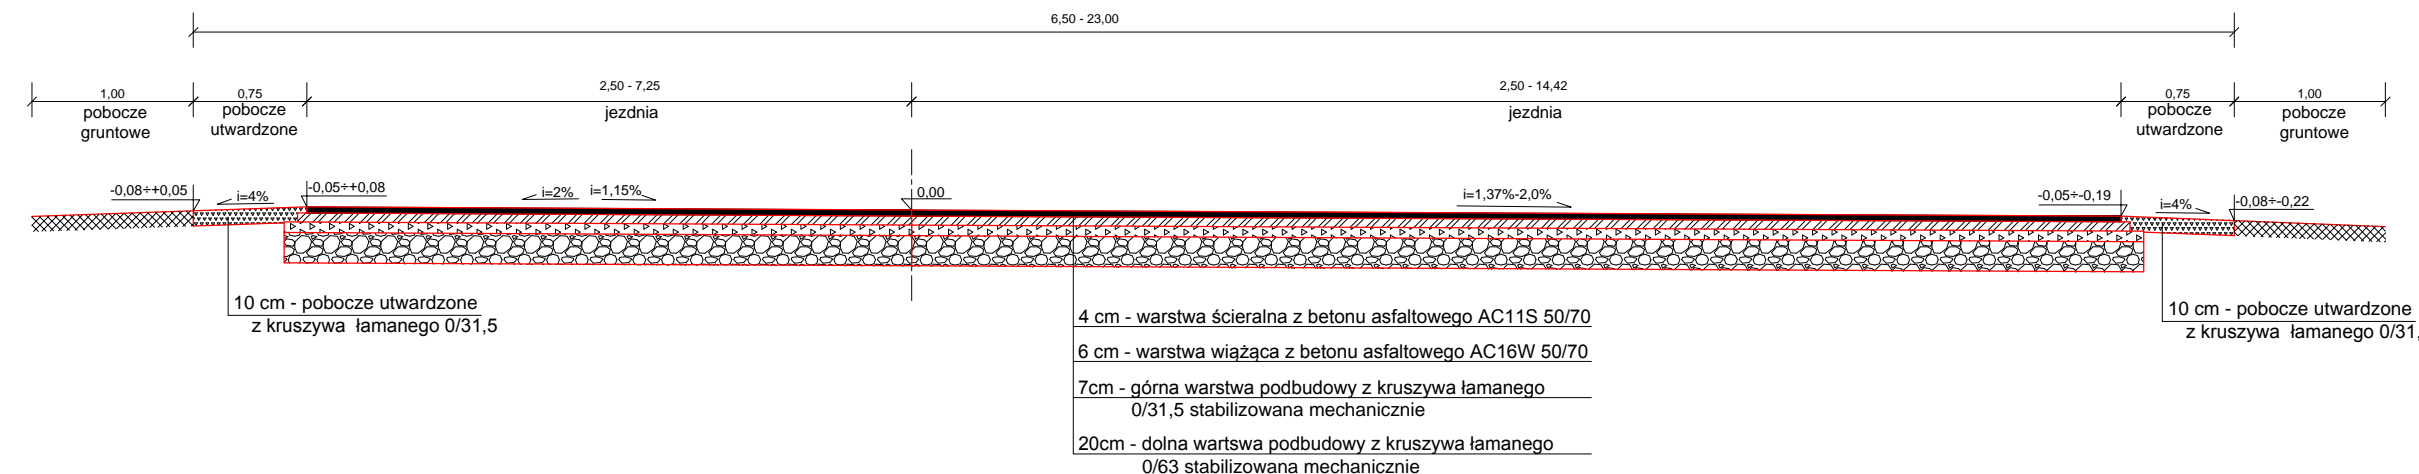 6,50 - 23,00
1,00
0,75
2,50 - 7,25
2,50 - 14,42
0,75
1,00
pobocze
gruntowe
pobocze
utwardzone
jezdnia
jezdnia
pobocze
utwardzone
pobocze
gruntowe
-0,08÷+0,05
i=4%
-0,05÷+0,08
i=2%
i=1,15%
0,00
i=1,37%-2,0%
-0,05÷-0,19
i=4%
-0,08÷-0,22
10 cm - pobocze utwardzone
z kruszywa łamanego 0/31,5
4 cm - warstwa ścieralna z betonu asfaltowego AC11S 50/70
6 cm - warstwa wiążąca z betonu asfaltowego AC16W 50/70
7cm - górna warstwa podbudowy z kruszywa łamanego
0/31,5 stabilizowana mechanicznie
20cm - dolna wartswa podbudowy z kruszywa łamanego
0/63 stabilizowana mechanicznie
10 cm - pobocze utwardzone
z kruszywa łamanego 0/31,